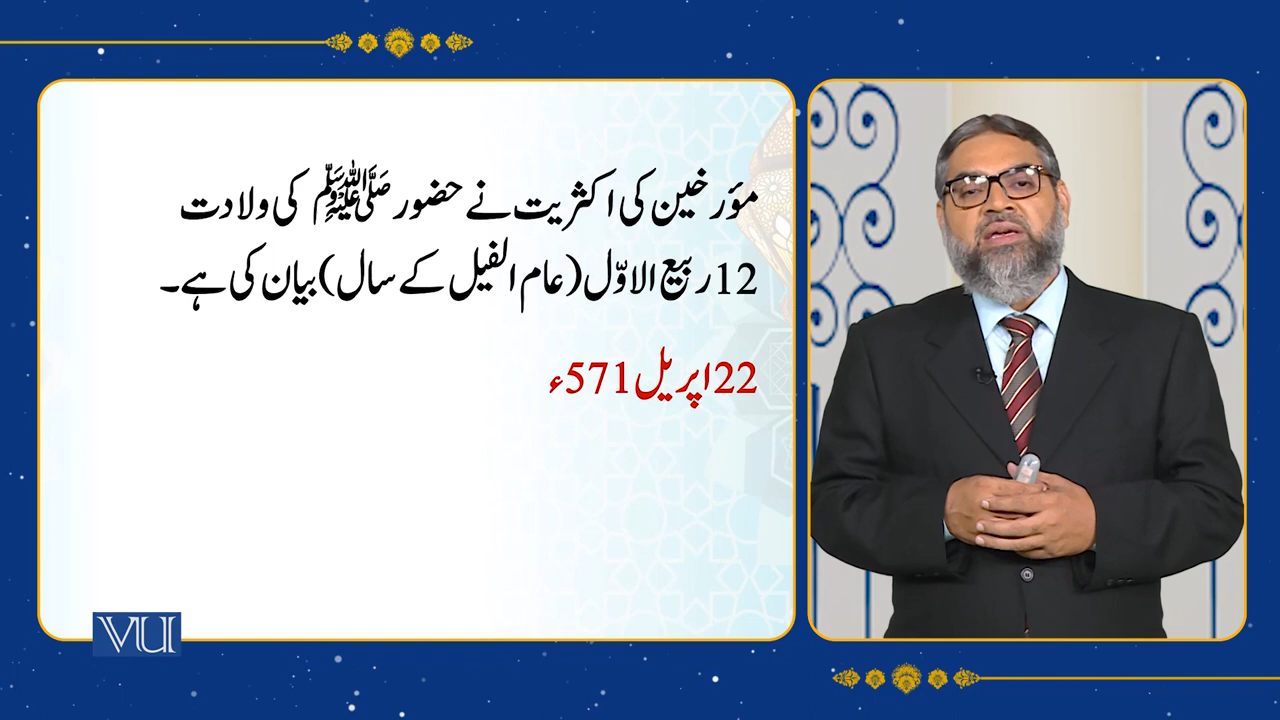 مؤرخین کی اکثریت نے حضور ﷺ کی ولادت
12 ربیع الاوّل (عام الفیل کے سال) بیان کی ہے۔
22 اپریل 571ء
VU